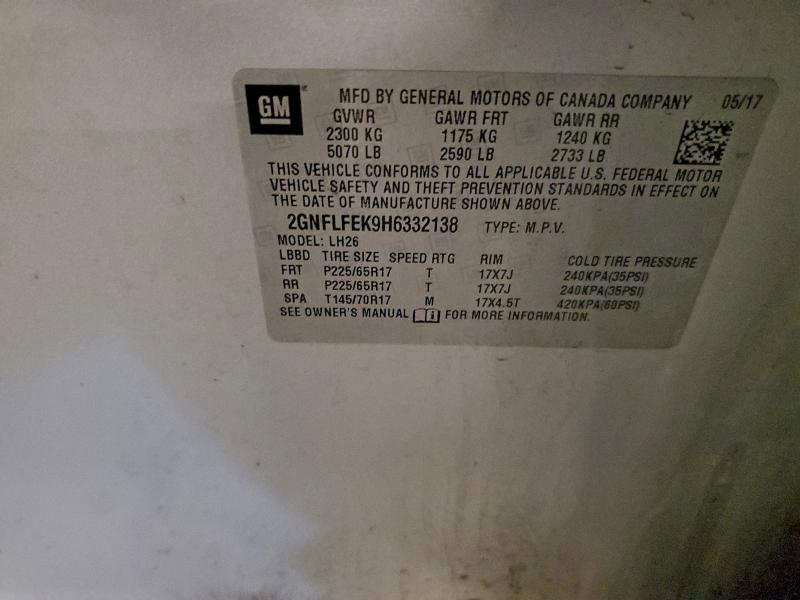 GM MFD BY GENERAL MOTORS OF CANADA COMPANY 05/17
GVWR GAWR FRT GAWR RR
2300 KG 1175 KG 1240 KG
5070 LB 2590 LB 2733 LB
THIS VEHICLE CONFORMS TO ALL APPLICABLE U.S. FEDERAL MOTOR
VEHICLE SAFETY AND THEFT PREVENTION STANDARDS IN EFFECT ON
THE DATE OF MANUFACTURE SHOWN ABOVE.
2GNFLFEK9H6332138 TYPE: M.P.V.
MODEL: LH26
LBBD TIRE SIZE SPEED RTG RIM COLD TIRE PRESSURE
FRT P225/65R17 T 17X7J 240KPA(35PSI)
RR P225/65R17 T 17X7J 240KPA(35PSI)
SPA T145/70R17 M 17X4.5T 420KPA(60PSI)
SEE OWNER'S MANUAL FOR MORE INFORMATION.